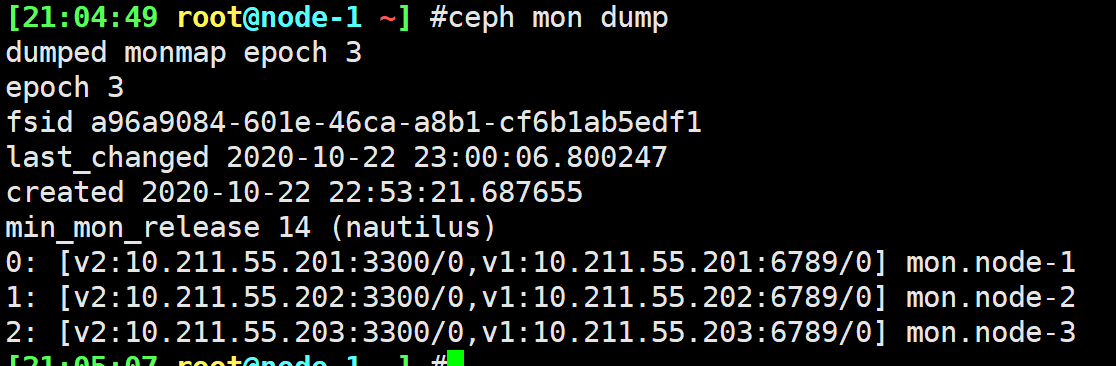 [21:04:49 root@node-1 ~] #ceph mon dump
dumped monmap epoch 3
epoch 3
fsid a96a9084-601e-46ca-a8b1-cf6b1ab5edf1
last_changed 2020-10-22 23:00:06.800247
created 2020-10-22 22:53:21.687655
min_mon_release 14 (nautilus)
0: [v2:10.211.55.201:3300/0,v1:10.211.55.201:6789/0] mon.node-1
1: [v2:10.211.55.202:3300/0,v1:10.211.55.202:6789/0] mon.node-2
2: [v2:10.211.55.203:3300/0,v1:10.211.55.203:6789/0] mon.node-3
[21:05:07 root@node-1 ~] #